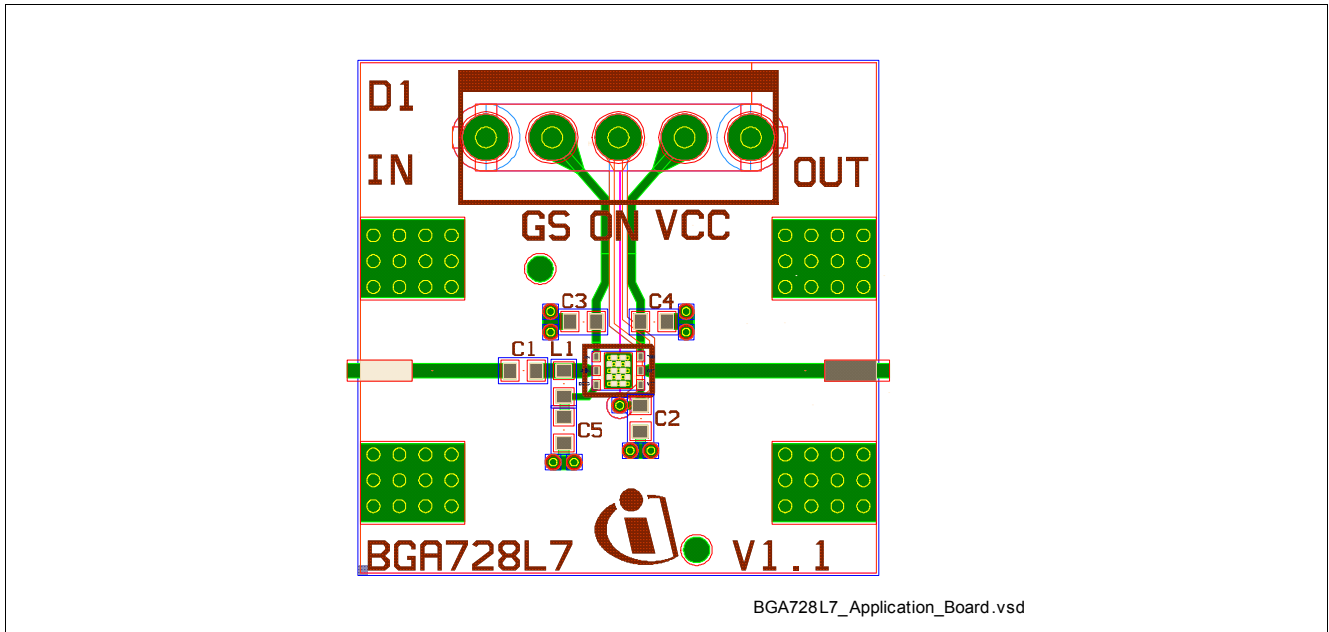 D1
IN
OUT
GS ON VCC
C3
C4
C1 L1
C2
C5
BGA728L7
V1.1
BGA728L7_Application_Board.vsd